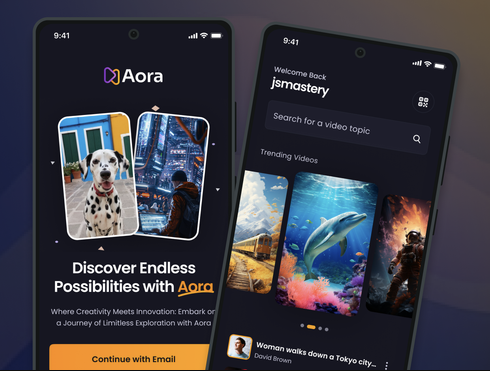 9:41
Aora
Discover Endless
Possibilities with Aora
Where Creativity Meets Innovation: Embark on
a Journey of Limitless Exploration with Aora
Continue with Email
9:41
Welcome Back
jsmastery
Search for a video topic
Trending Videos
Woman walks down a Tokyo city...
David Brown